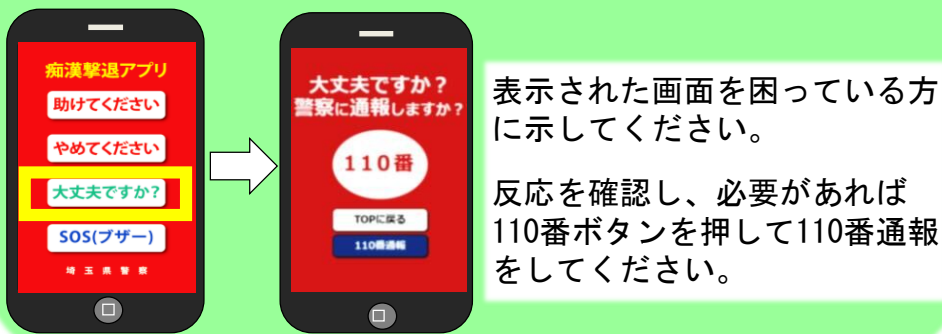 痴漢撃退アプリ
助けてください
やめてください
大丈夫ですか?
SOS(ブザー)
埼玉県警察
大丈夫ですか?
警察に通報しますか?
110番
TOPに戻る
110番通報
表示された画面を困っている方
に示してください。
反応を確認し、必要があれば
110番ボタンを押して110番通報
をしてください。